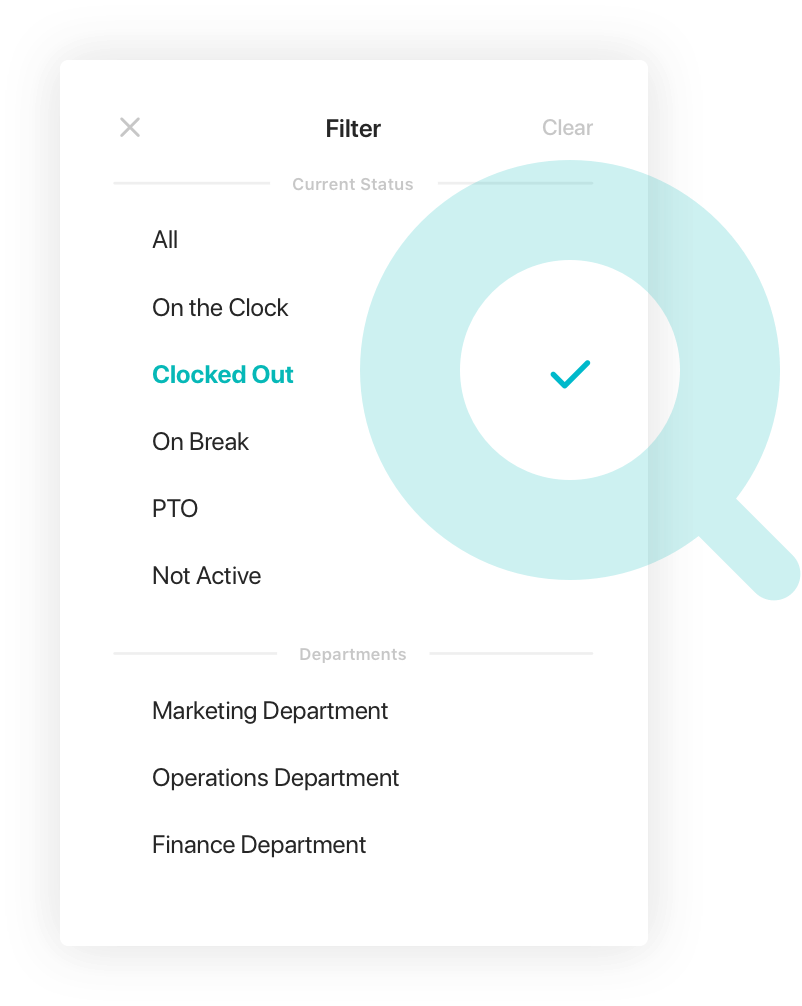 Filter
Clear
Current Status
All
On the Clock
Clocked Out
On Break
PTO
Not Active
Departments
Marketing Department
Operations Department
Finance Department